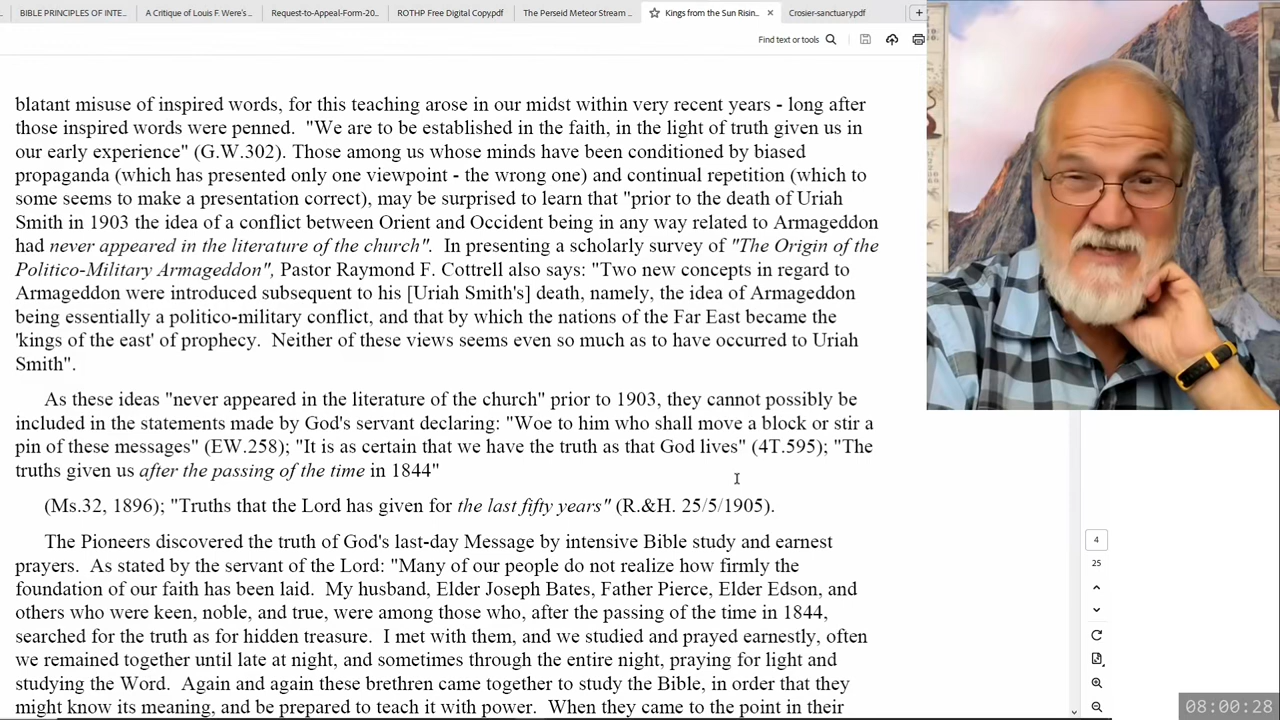 BIBLE PRINCIPLES OF INTE...
A Critique of Louis F. Were's ...
Request-to-Appeal-Form-20...
ROTHP Free Digital Copy.pdf
The Perseid Meteor Stream ...
Kings from the Sun Risin...
Crosier-sanctuary.pdf
Find text or tools
blatant misuse of inspired words, for this teaching arose in our midst within very recent years - long after
those inspired words were penned. "We are to be established in the faith, in the light of truth given us in
our early experience" (G.W.302). Those among us whose minds have been conditioned by biased
propaganda (which has presented only one viewpoint - the wrong one) and continual repetition (which to
some seems to make a presentation correct), may be surprised to learn that "prior to the death of Uriah
Smith in 1903 the idea of a conflict between Orient and Occident being in any way related to Armageddon
had never appeared in the literature of the church". In presenting a scholarly survey of "The Origin of the
Politico-Military Armageddon", Pastor Raymond F. Cottrell also says: "Two new concepts in regard to
Armageddon were introduced subsequent to his [Uriah Smith's] death, namely, the idea of Armageddon
being essentially a politico-military conflict, and that by which the nations of the Far East became the
'kings of the east' of prophecy. Neither of these views seems even so much as to have occurred to Uriah
Smith".
As these ideas "never appeared in the literature of the church" prior to 1903, they cannot possibly be
included in the statements made by God's servant declaring: "Woe to him who shall move a block or stir a
pin of these messages" (EW.258); "It is as certain that we have the truth as that God lives" (4T.595); "The
truths given us after the passing of the time in 1844"
(Ms.32, 1896); "Truths that the Lord has given for the last fifty years" (R.&H. 25/5/1905).
The Pioneers discovered the truth of God's last-day Message by intensive Bible study and earnest
prayers. As stated by the servant of the Lord: "Many of our people do not realize how firmly the
foundation of our faith has been laid. My husband, Elder Joseph Bates, Father Pierce, Elder Edson, and
others who were keen, noble, and true, were among those who, after the passing of the time in 1844,
searched for the truth as for hidden treasure. I met with them, and we studied and prayed earnestly, often
we remained together until late at night, and sometimes through the entire night, praying for light and
studying the Word. Again and again these brethren came together to study the Bible, in order that they
might know its meaning, and be prepared to teach it with power. When they came to the point in their
4
25
08:00:28